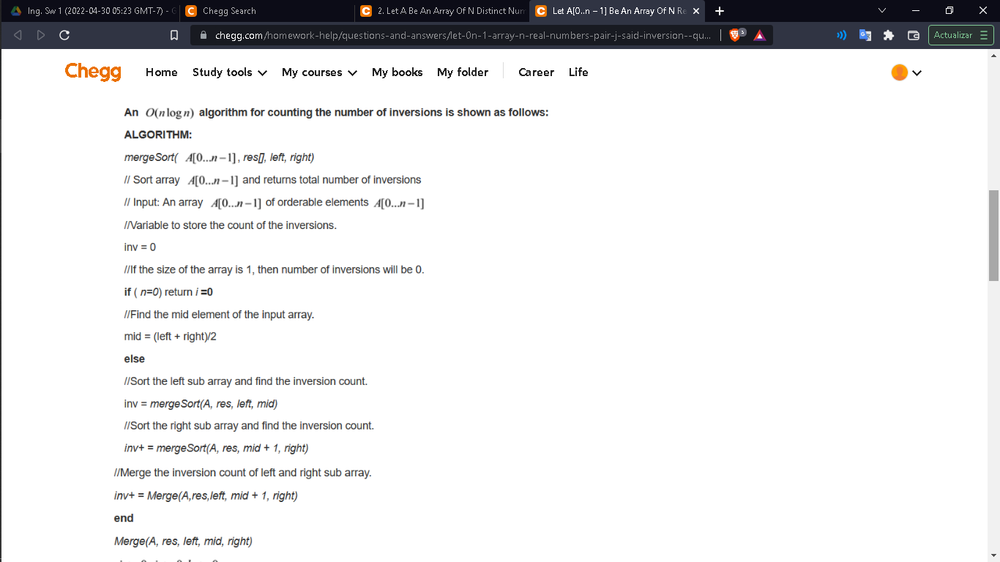 Ing. Sw 1 (2022-04-30 05:23 GMT-7) - G
Chegg Search
2. Let A Be An Array Of N Distinct Num
Let A[0..n – 1] Be An Array Of N Re
chegg.com/homework-help/questions-and-answers/let-0n-1-array-n-real-numbers-pair-j-said-inversion--qu...
Actualizar
Chegg
Home Study tools My courses My books My folder Career Life
An O(n log n) algorithm for counting the number of inversions is shown as follows:
ALGORITHM:
mergeSort( A[0...n−1], res[], left, right)
// Sort array A[0...n−1] and returns total number of inversions
// Input: An array A[0...n−1] of orderable elements A[0...n−1]
//Variable to store the count of the inversions.
inv = 0
//If the size of the array is 1, then number of inversions will be 0.
if ( n=0) return i =0
//Find the mid element of the input array.
mid = (left + right)/2
else
//Sort the left sub array and find the inversion count.
inv = mergeSort(A, res, left, mid)
//Sort the right sub array and find the inversion count.
inv+ = mergeSort(A, res, mid + 1, right)
//Merge the inversion count of left and right sub array.
inv+ = Merge(A,res,left, mid + 1, right)
end
Merge(A, res, left, mid, right)